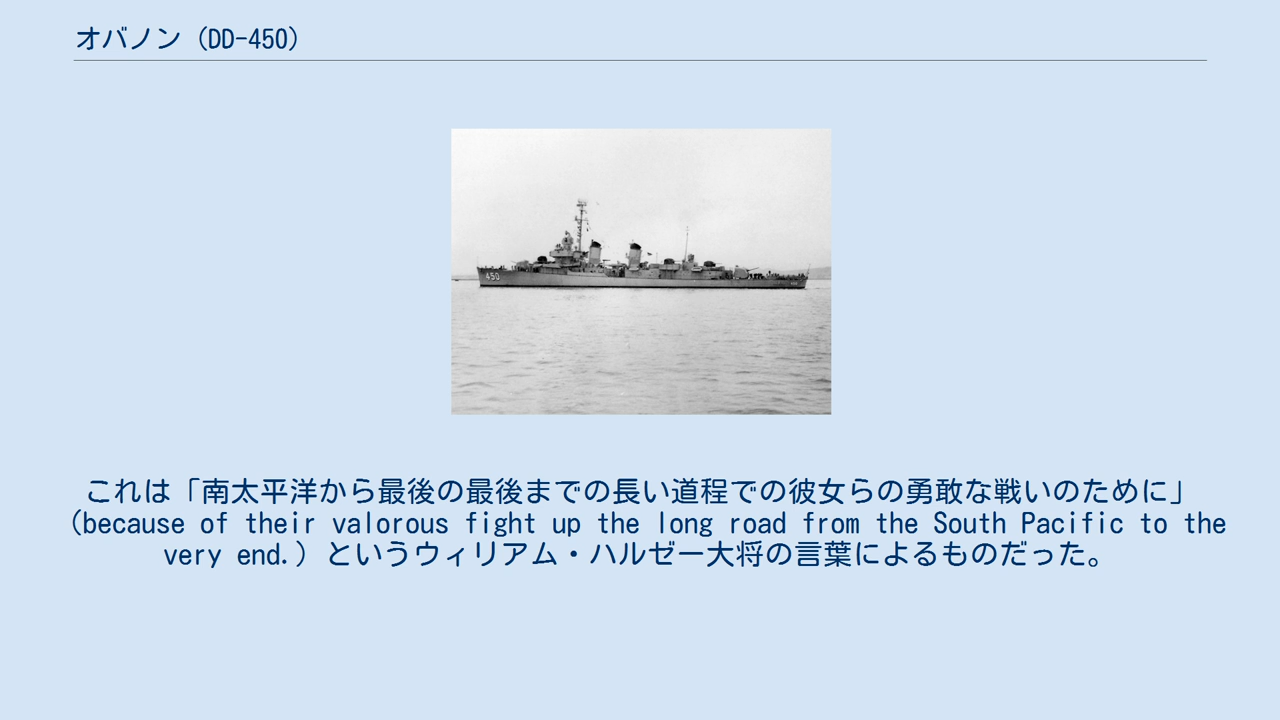 オバノン (DD-450)
450
これは「南太平洋から最後の最後までの長い道程での彼女らの勇敢な戦いのために」
(because of their valorous fight up the long road from the South Pacific to the
very end.) というウィリアム・ハルゼー大将の言葉によるものだった。